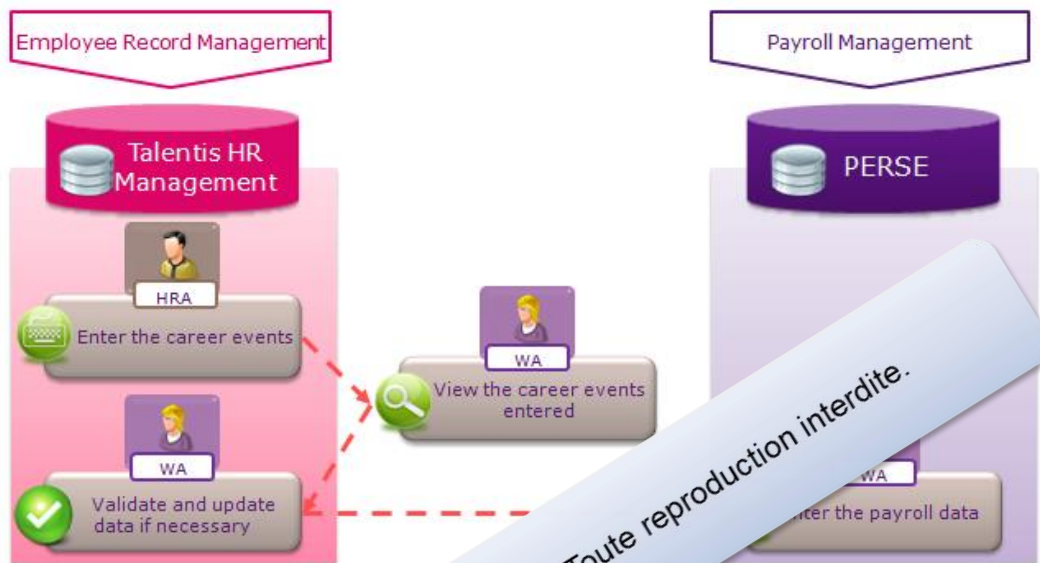 Employee Record Management
Payroll Management
Talentis HR
Management
PERSE
HRA
Enter the career events
WA
View the career events
entered
WA
Validate and update
data if necessary
WA
the payroll data
Toute reproduction interdite.